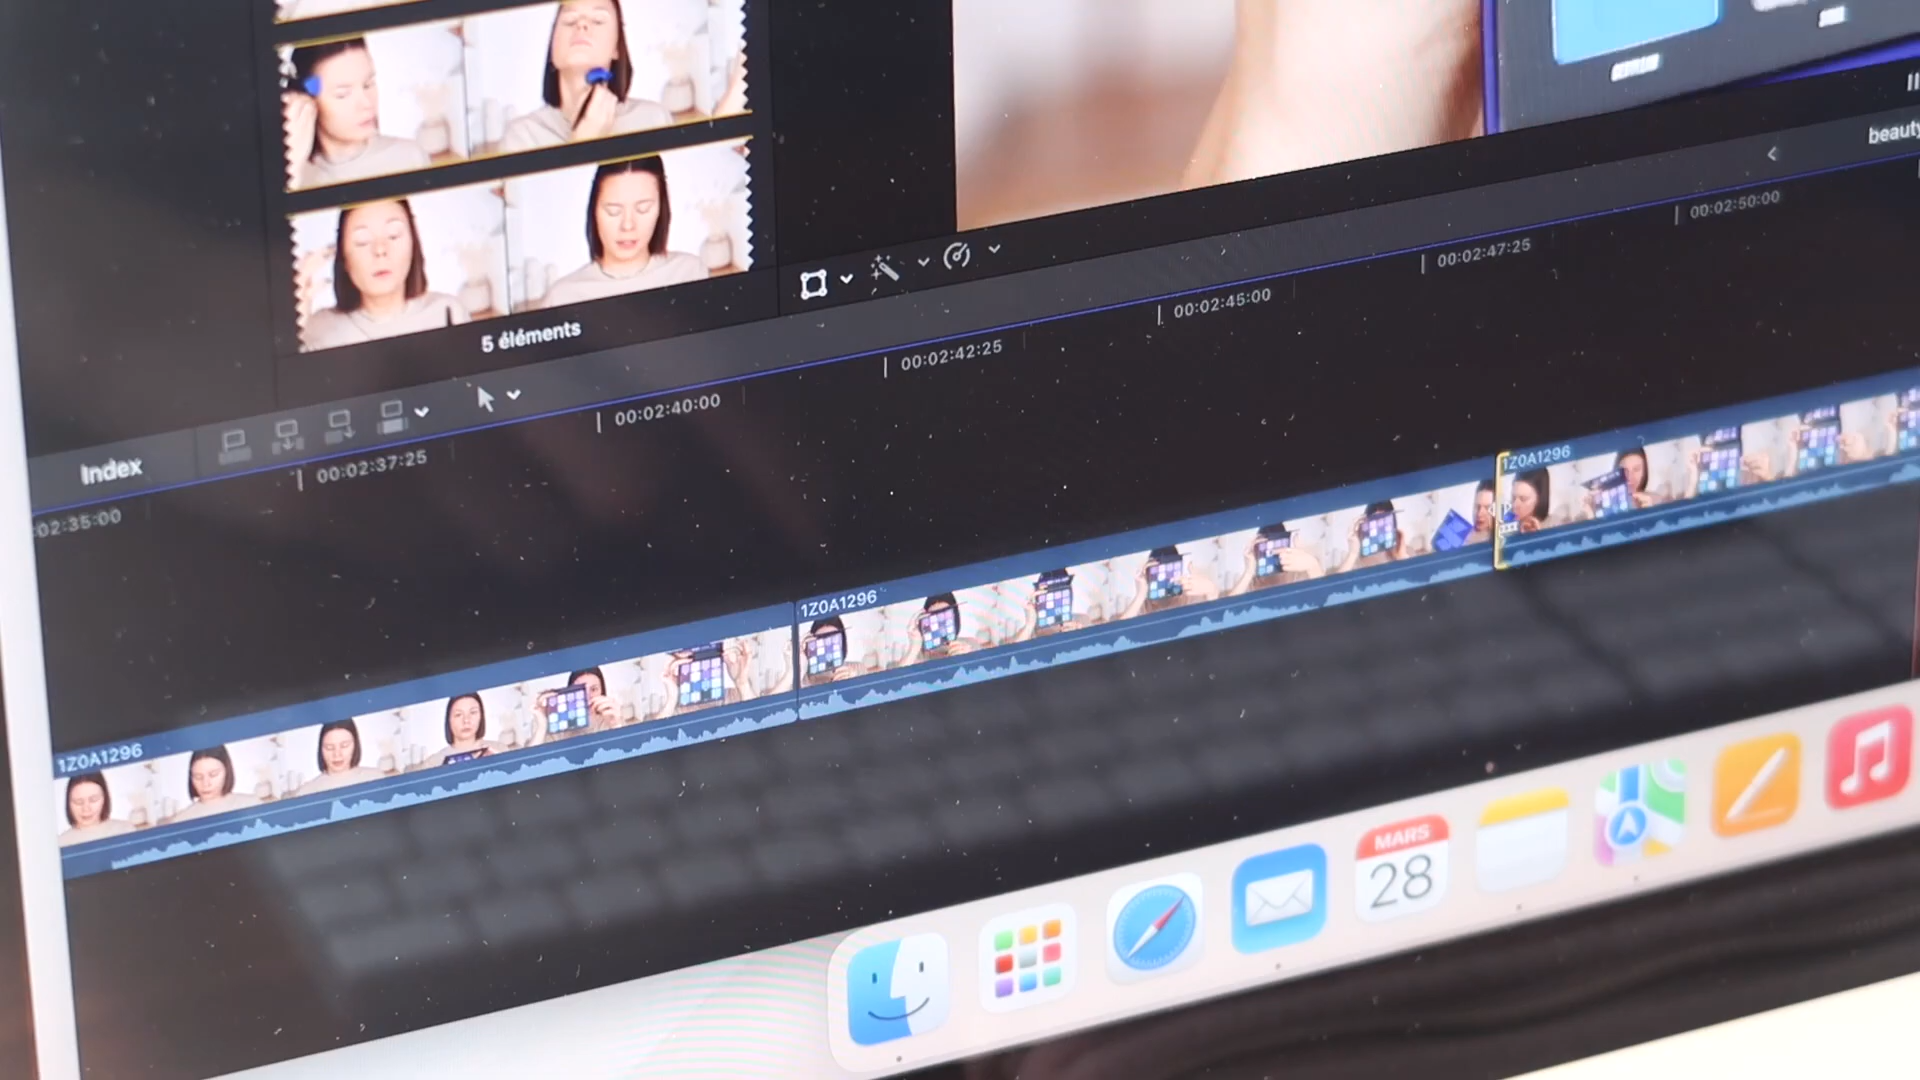 beauty
5 éléments
00:02:50:00
00:02:47:25
00:02:45:00
00:02:42:25
00:02:40:00
Index
00:02:37:25
:02:35:00
1Z0A1296
1Z0A1296
1Z0A1296
MARS
28